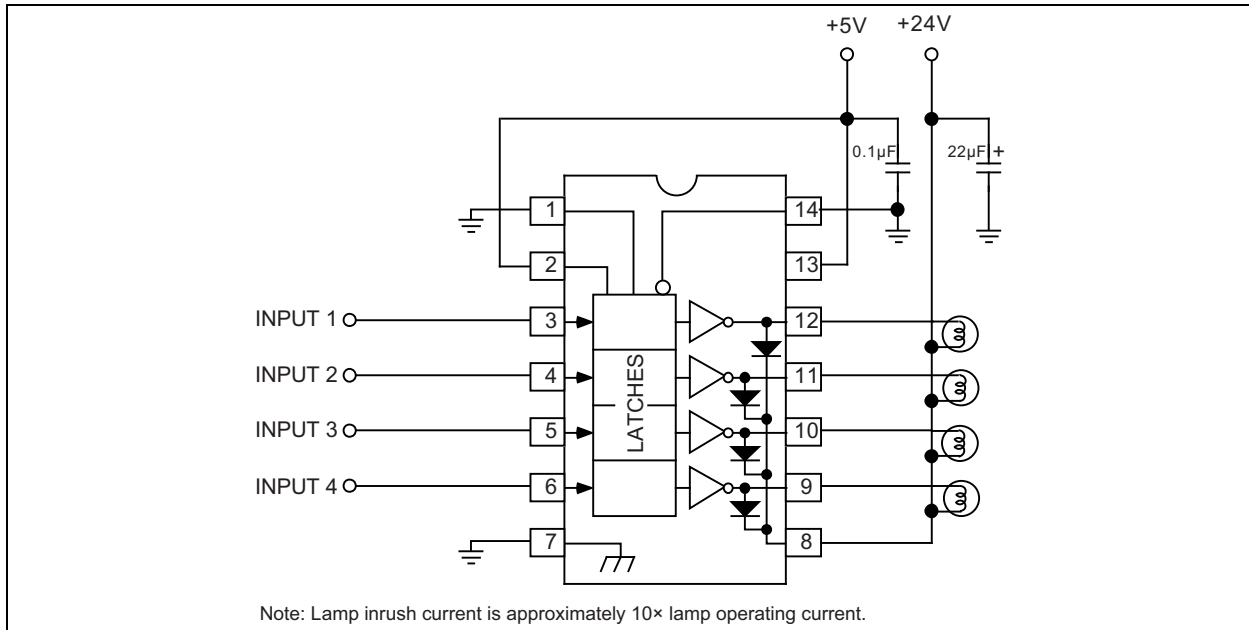 +5V +24V
0.1µF 22µF +
1 14
2 13
INPUT 1 3 12
INPUT 2 4 11
LATCHES
INPUT 3 5 10
INPUT 4 6 9
7 8
Note: Lamp inrush current is approximately 10× lamp operating current.